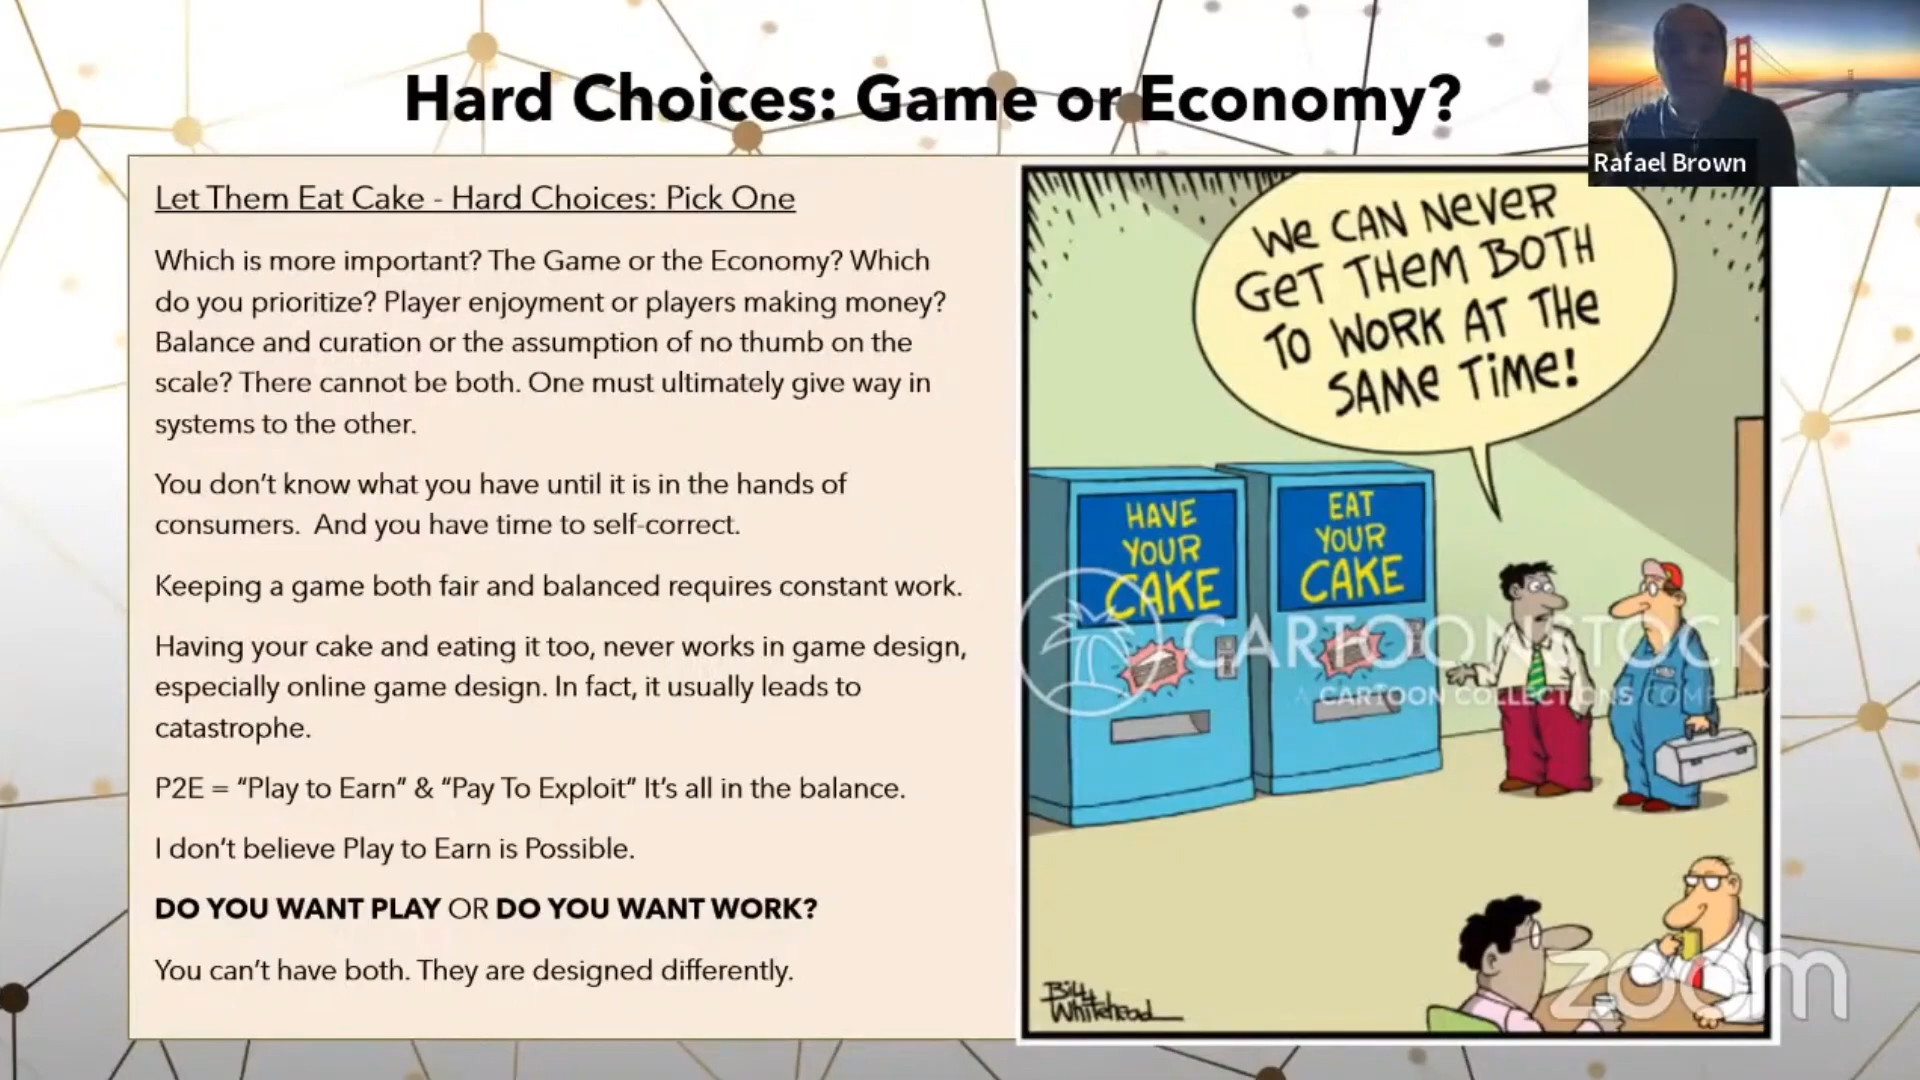 Hard Choices: Game or Economy?
Rafael Brown
Let Them Eat Cake - Hard Choices: Pick One
Which is more important? The Game or the Economy? Which
do you prioritize? Player enjoyment or players making money?
Balance and curation or the assumption of no thumb on the
scale? There cannot be both. One must ultimately give way in
systems to the other.
You don’t know what you have until it is in the hands of
consumers.  And you have time to self-correct.
Keeping a game both fair and balanced requires constant work.
Having your cake and eating it too, never works in game design,
especially online game design. In fact, it usually leads to
catastrophe.
P2E = “Play to Earn” & “Pay To Exploit” It’s all in the balance.
I don’t believe Play to Earn is Possible.
DO YOU WANT PLAY OR DO YOU WANT WORK?
You can’t have both. They are designed differently.
We CAN NeVeR
GeT THeM BOTH
TO WORK AT THe
SAMe TiMe!
HAVE
YOUR
CAKE
EAT
YOUR
CAKE
CARTOONSTOCK
A CARTOON COLLECTIONS COMPANY
Bill
Whitehead
zoom